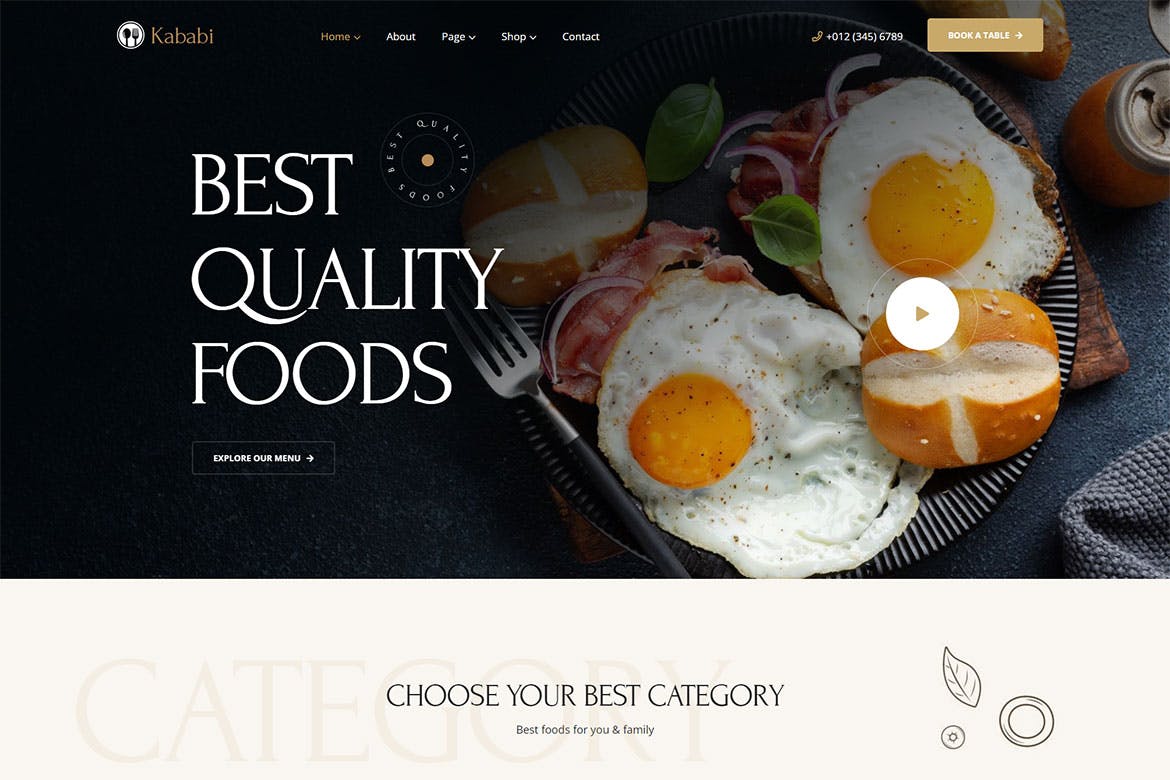 Kababi
Home
About
Page
Shop
Contact
+012 (345) 6789
BOOK A TABLE
BEST QUALITY FOODS
BEST
QUALITY
FOODS
EXPLORE OUR MENU
CATEGORY
CHOOSE YOUR BEST CATEGORY
Best foods for you & family